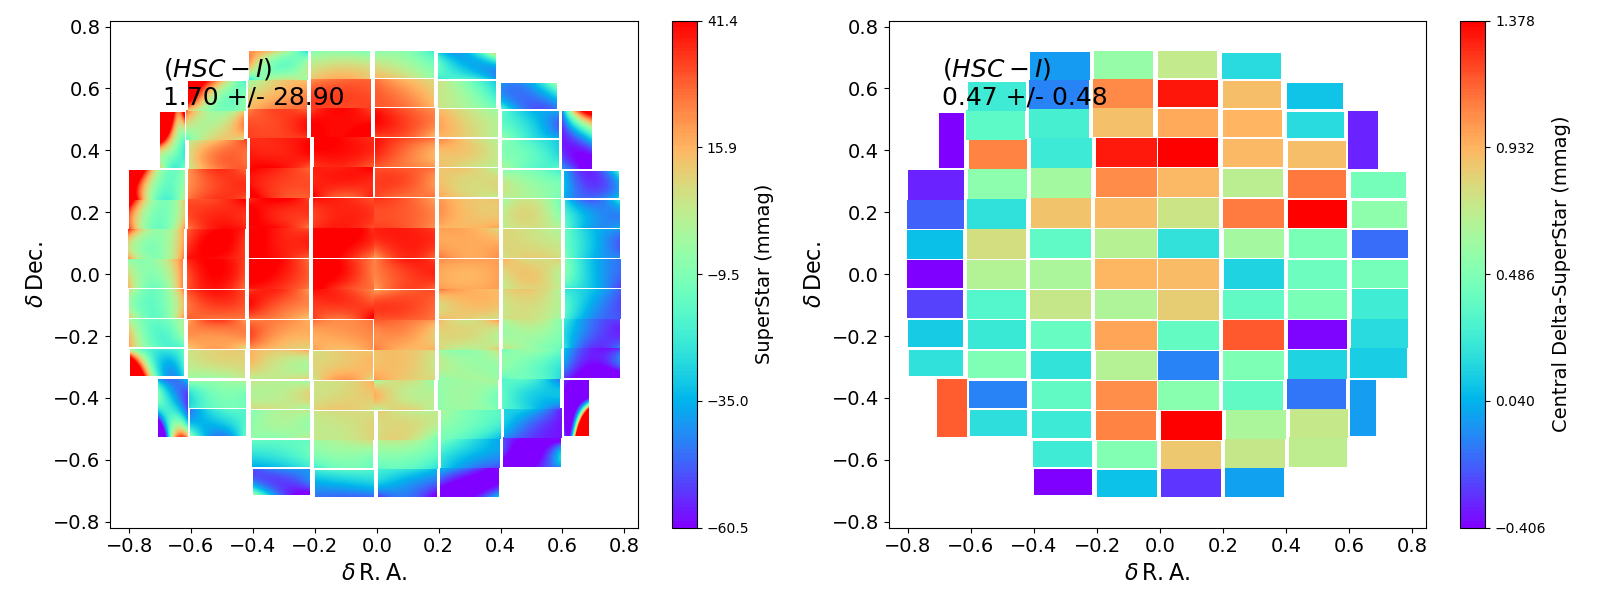 (HSC − I)
1.70 +/- 28.90
0.8
0.6
0.4
0.2
0.0
−0.2
−0.4
−0.6
−0.8
δ Dec.
−0.8 −0.6 −0.4 −0.2 0.0 0.2 0.4 0.6 0.8
δ R. A.
41.4
15.9
−9.5
−35.0
−60.5
SuperStar (mmag)
(HSC − I)
0.47 +/- 0.48
0.8
0.6
0.4
0.2
0.0
−0.2
−0.4
−0.6
−0.8
δ Dec.
−0.8 −0.6 −0.4 −0.2 0.0 0.2 0.4 0.6 0.8
δ R. A.
1.378
0.932
0.486
0.040
−0.406
Central Delta-SuperStar (mmag)